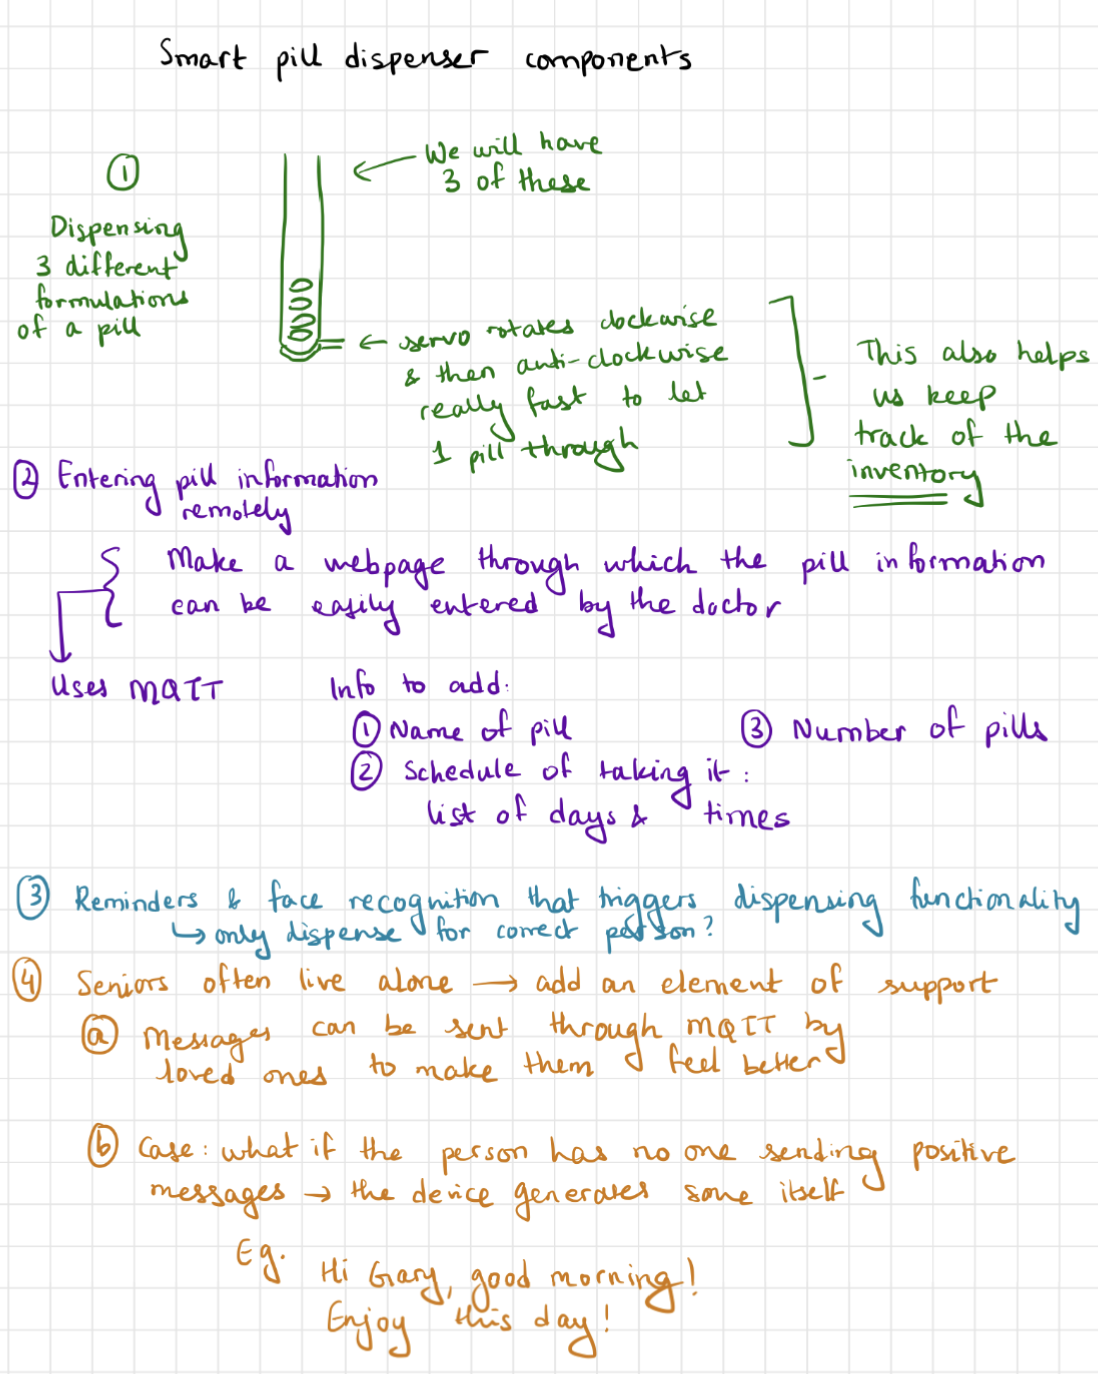 Smart pill dispenser components
①
Dispensing
3 different
formulations
of a pill
We will have
3 of these
servo rotates clockwise
& then anti-clockwise
really fast to let
1 pill through
This also helps
us keep
track of the
inventory
② Entering pill information
remotely
Make a webpage through which the pill information
can be easily entered by the doctor
Uses MQTT
Info to add:
① Name of pill
② Schedule of taking it:
list of days & times
③ Number of pills
③ Reminders & face recognition that triggers dispensing functionality
↳ only dispense for correct person?
④ Seniors often live alone → add an element of support
ⓐ Messages can be sent through MQTT by
loved ones to make them feel better
ⓑ Case: what if the person has no one sending positive
messages → the device generates some itself
Eg. Hi Gary, good morning!
Enjoy this day!